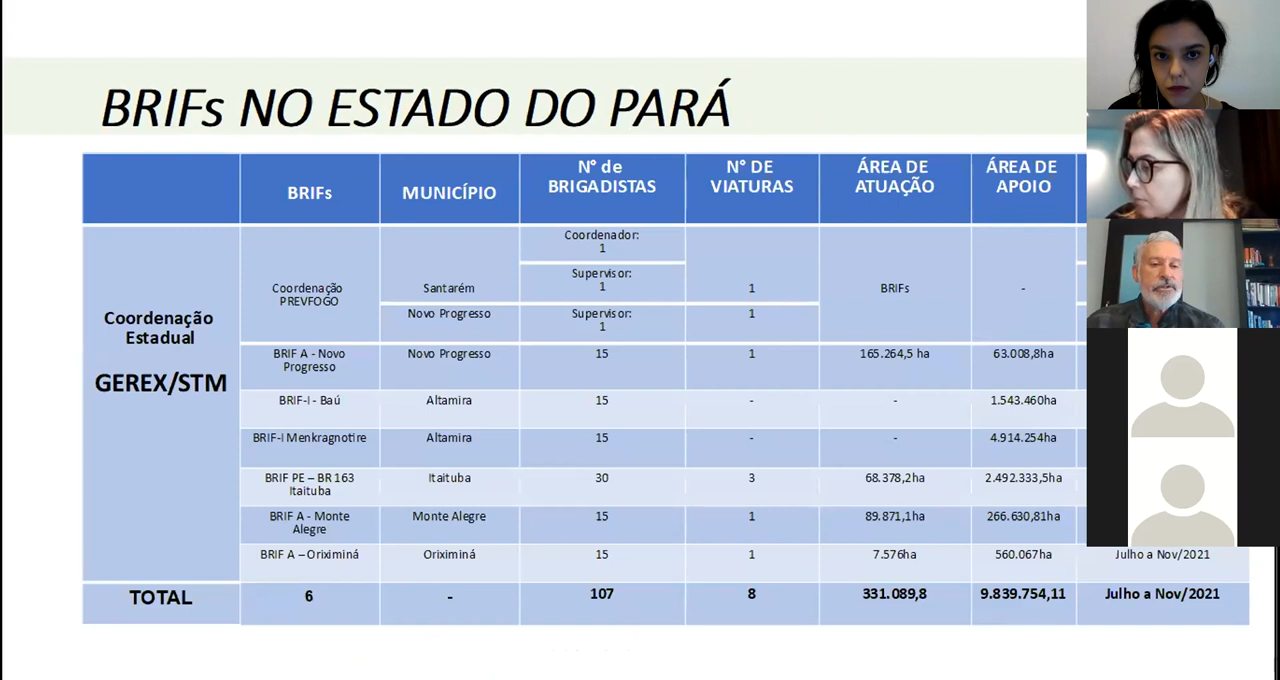 BRIFs NO ESTADO DO PARÁ
BRIFs
MUNICÍPIO
N° de
BRIGADISTAS
N° DE
VIATURAS
ÁREA DE
ATUAÇÃO
ÁREA DE
APOIO
Coordenação
Estadual
GEREX/STM
Coordenação
PREVFOGO
Santarém
Coordenador:
1
Supervisor:
1
1
BRIFs
-
Novo Progresso
Supervisor:
1
1
BRIF A - Novo
Progresso
Novo Progresso
15
1
165.264,5 ha
63.008,8ha
BRIF-I - Baú
Altamira
15
-
-
1.543.460ha
BRIF-I Menkragnotire
Altamira
15
-
-
4.914.254ha
BRIF PE – BR 163
Itaituba
Itaituba
30
3
68.378,2ha
2.492.333,5ha
BRIF A - Monte
Alegre
Monte Alegre
15
1
89.871,1ha
266.630,81ha
BRIF A – Oriximiná
Oriximiná
15
1
7.576ha
560.067ha
Julho a Nov/2021
TOTAL
6
-
107
8
331.089,8
9.839.754,11
Julho a Nov/2021